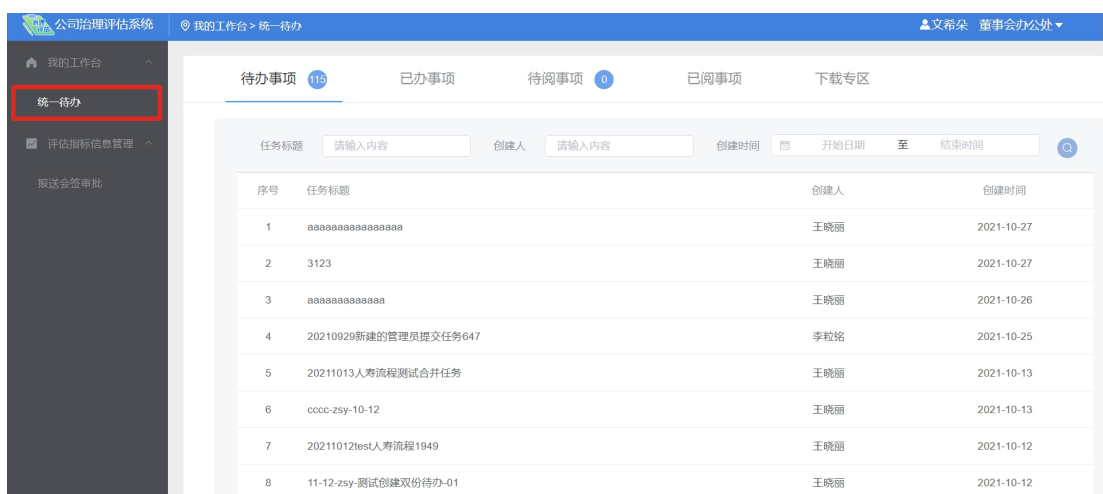 公司治理评估系统 我的工作台 > 统一待办 文希朵 董事会办公处
我的工作台
统一待办
评估指标信息管理
报送会签审批
待办事项 115 已办事项 待阅事项 0 已阅事项 下载专区
任务标题 请输入内容 创建人 请输入内容 创建时间 开始日期 至 结束时间
序号 任务标题 创建人 创建时间
1 aaaaaaaaaaaaaaaa 王晓丽 2021-10-27
2 3123 王晓丽 2021-10-27
3 aaaaaaaaaaaaa 王晓丽 2021-10-26
4 20210929新建的管理员提交任务647 李粒铭 2021-10-25
5 20211013人寿流程测试合并任务 王晓丽 2021-10-13
6 cccc-zsy-10-12 王晓丽 2021-10-13
7 20211012test人寿流程1949 王晓丽 2021-10-12
8 11-12-zsy-测试创建双份待办-01 王晓丽 2021-10-12